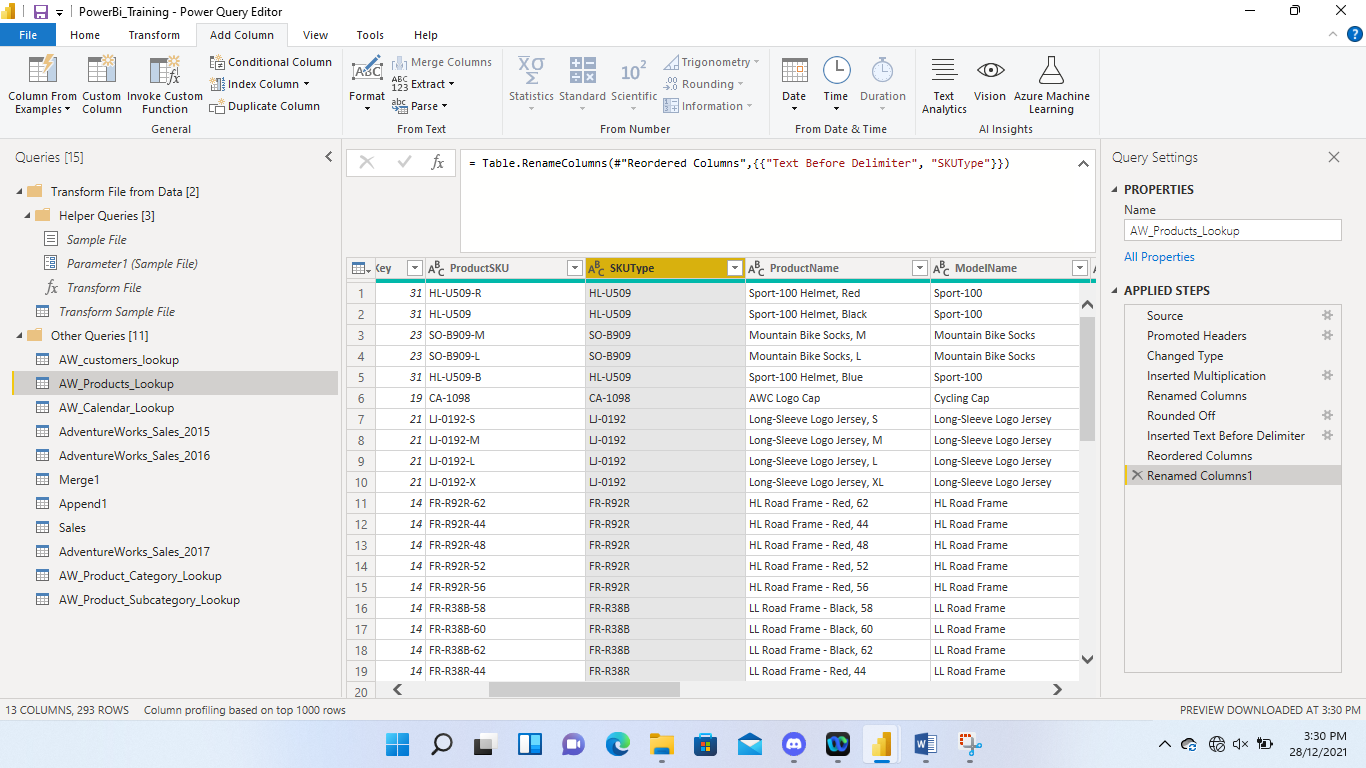 PowerBi_Training - Power Query Editor
File Home Transform Add Column View Tools Help
Column From Examples
Custom Column
Invoke Custom Function
Conditional Column
Index Column
Duplicate Column
General
Format
Merge Columns
Extract
Parse
From Text
Statistics
Standard
Scientific
Trigonometry
Rounding
Information
From Number
Date
Time
Duration
From Date & Time
Text Analytics
Vision
Azure Machine Learning
AI Insights
Queries [15]
Transform File from Data [2]
Helper Queries [3]
Sample File
Parameter1 (Sample File)
Transform File
Transform Sample File
Other Queries [11]
AW_customers_lookup
AW_Products_Lookup
AW_Calendar_Lookup
AdventureWorks_Sales_2015
AdventureWorks_Sales_2016
Merge1
Append1
Sales
AdventureWorks_Sales_2017
AW_Product_Category_Lookup
AW_Product_Subcategory_Lookup
= Table.RenameColumns(#"Reordered Columns",{{"Text Before Delimiter", "SKUType"}})
Key ProductSKU SKUType ProductName ModelName
1 31 HL-U509-R HL-U509 Sport-100 Helmet, Red Sport-100
2 31 HL-U509 HL-U509 Sport-100 Helmet, Black Sport-100
3 23 SO-B909-M SO-B909 Mountain Bike Socks, M Mountain Bike Socks
4 23 SO-B909-L SO-B909 Mountain Bike Socks, L Mountain Bike Socks
5 31 HL-U509-B HL-U509 Sport-100 Helmet, Blue Sport-100
6 19 CA-1098 CA-1098 AWC Logo Cap Cycling Cap
7 21 LJ-0192-S LJ-0192 Long-Sleeve Logo Jersey, S Long-Sleeve Logo Jersey
8 21 LJ-0192-M LJ-0192 Long-Sleeve Logo Jersey, M Long-Sleeve Logo Jersey
9 21 LJ-0192-L LJ-0192 Long-Sleeve Logo Jersey, L Long-Sleeve Logo Jersey
10 21 LJ-0192-X LJ-0192 Long-Sleeve Logo Jersey, XL Long-Sleeve Logo Jersey
11 14 FR-R92R-62 FR-R92R HL Road Frame - Red, 62 HL Road Frame
12 14 FR-R92R-44 FR-R92R HL Road Frame - Red, 44 HL Road Frame
13 14 FR-R92R-48 FR-R92R HL Road Frame - Red, 48 HL Road Frame
14 14 FR-R92R-52 FR-R92R HL Road Frame - Red, 52 HL Road Frame
15 14 FR-R92R-56 FR-R92R HL Road Frame - Red, 56 HL Road Frame
16 14 FR-R38B-58 FR-R38B LL Road Frame - Black, 58 LL Road Frame
17 14 FR-R38B-60 FR-R38B LL Road Frame - Black, 60 LL Road Frame
18 14 FR-R38B-62 FR-R38B LL Road Frame - Black, 62 LL Road Frame
19 14 FR-R38R-44 FR-R38R LL Road Frame - Red, 44 LL Road Frame
20
Query Settings
PROPERTIES
Name
AW_Products_Lookup
All Properties
APPLIED STEPS
Source
Promoted Headers
Changed Type
Inserted Multiplication
Renamed Columns
Rounded Off
Inserted Text Before Delimiter
Reordered Columns
Renamed Columns1
13 COLUMNS, 293 ROWS Column profiling based on top 1000 rows
PREVIEW DOWNLOADED AT 3:30 PM
3:30 PM
28/12/2021